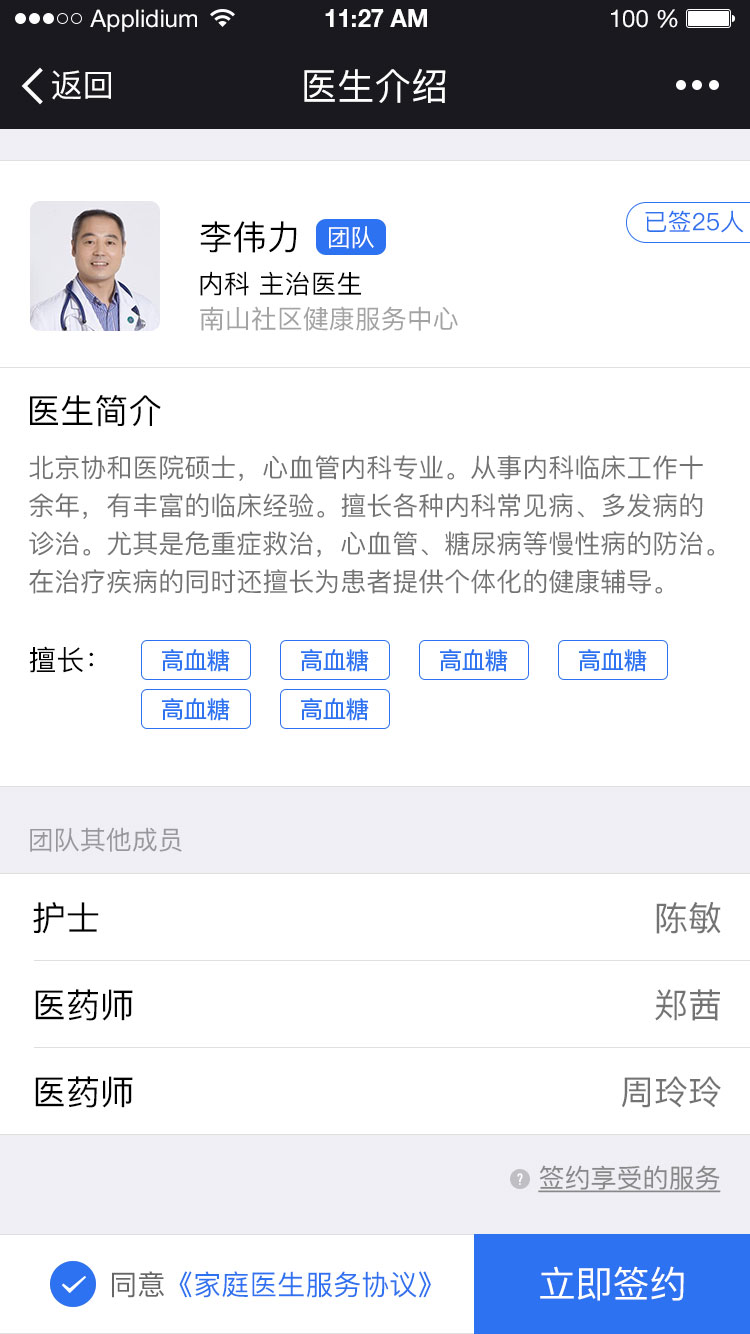 Applidium 11:27 AM 100 %
返回 医生介绍
李伟力 团队 已签25人
内科 主治医生
南山社区健康服务中心
医生简介
北京协和医院硕士，心血管内科专业。从事内科临床工作十
余年，有丰富的临床经验。擅长各种内科常见病、多发病的
诊治。尤其是危重症救治，心血管、糖尿病等慢性病的防治。
在治疗疾病的同时还擅长为患者提供个体化的健康辅导。
擅长： 高血糖 高血糖 高血糖 高血糖
高血糖 高血糖
团队其他成员
护士 陈敏
医药师 郑茜
医药师 周玲玲
? 签约享受的服务
同意《家庭医生服务协议》 立即签约